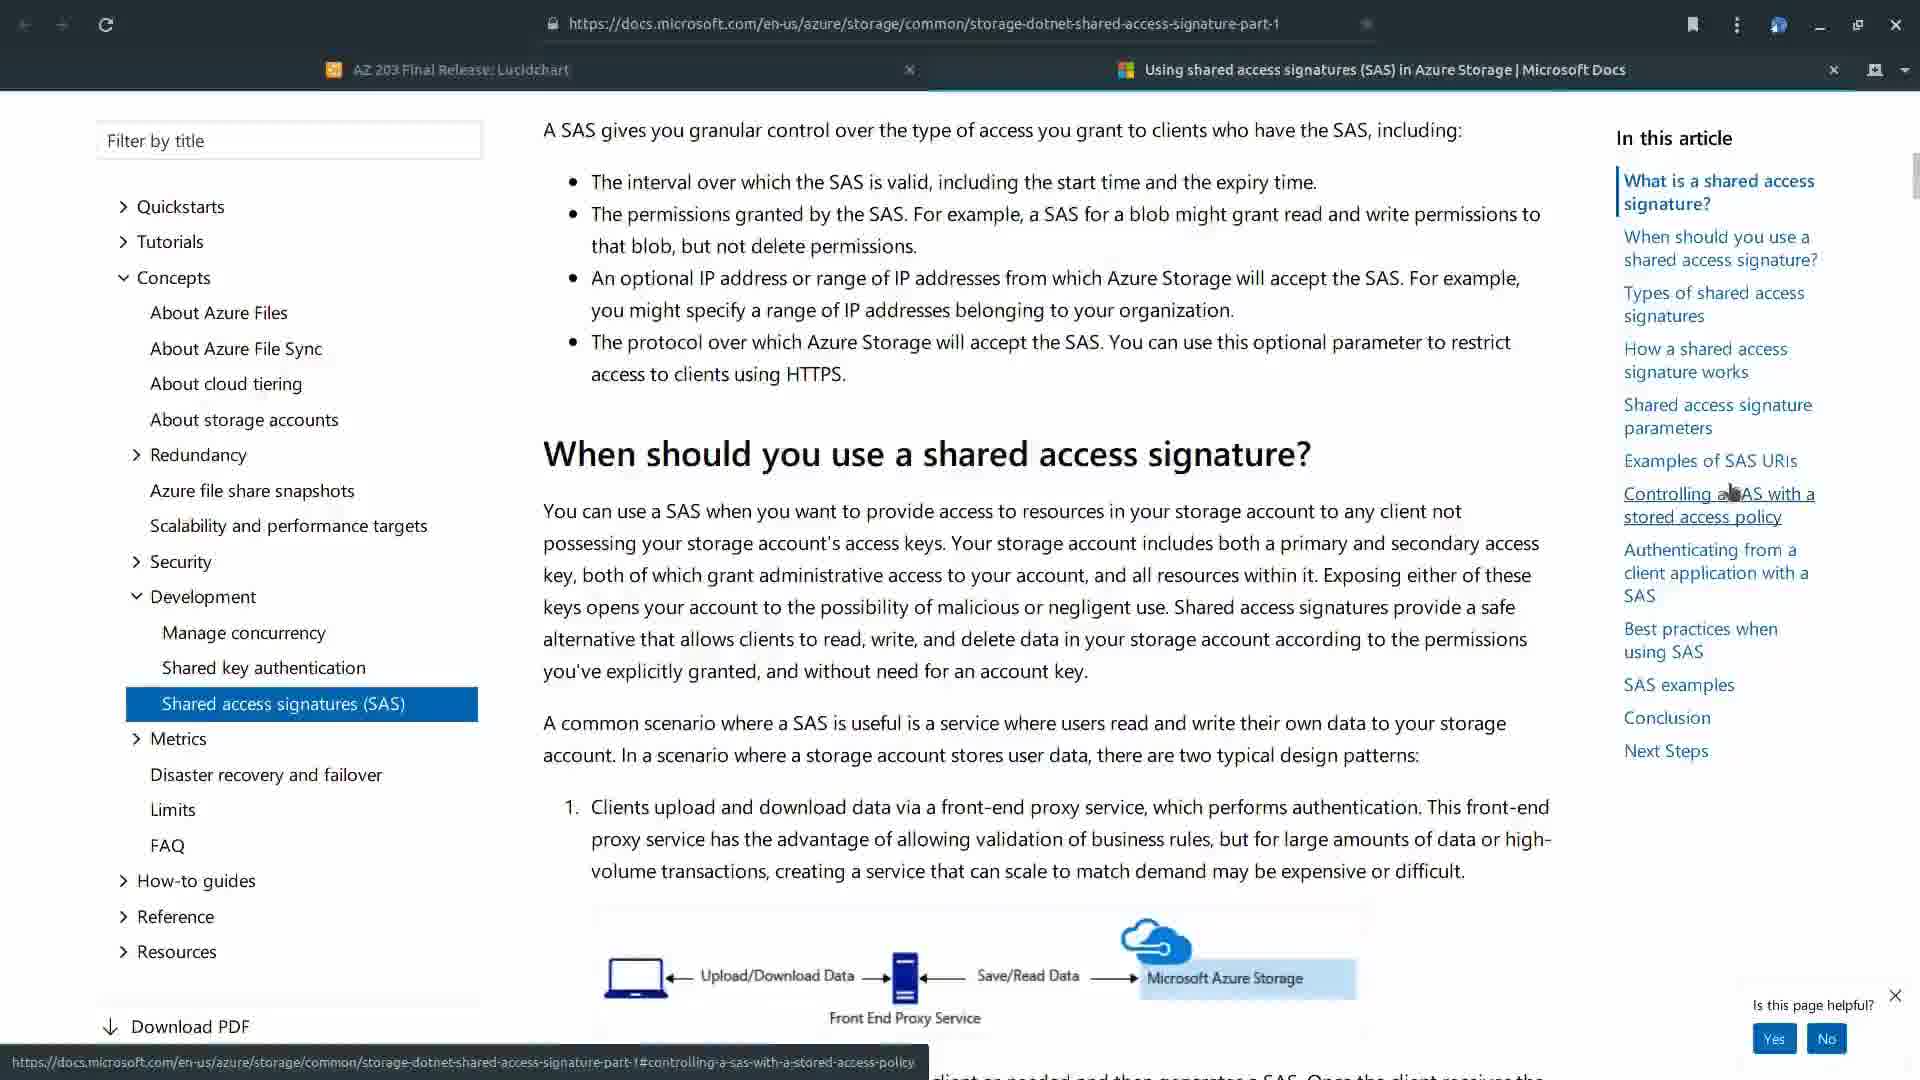 https://docs.microsoft.com/en-us/azure/storage/common/storage-dotnet-shared-access-signature-part-1
AZ 203 Final Release: Lucidchart
Using shared access signatures (SAS) in Azure Storage | Microsoft Docs
Filter by title
Quickstarts
Tutorials
Concepts
About Azure Files
About Azure File Sync
About cloud tiering
About storage accounts
Redundancy
Azure file share snapshots
Scalability and performance targets
Security
Development
Manage concurrency
Shared key authentication
Shared access signatures (SAS)
Metrics
Disaster recovery and failover
Limits
FAQ
How-to guides
Reference
Resources
Download PDF
A SAS gives you granular control over the type of access you grant to clients who have the SAS, including:
• The interval over which the SAS is valid, including the start time and the expiry time.
• The permissions granted by the SAS. For example, a SAS for a blob might grant read and write permissions to
that blob, but not delete permissions.
• An optional IP address or range of IP addresses from which Azure Storage will accept the SAS. For example,
you might specify a range of IP addresses belonging to your organization.
• The protocol over which Azure Storage will accept the SAS. You can use this optional parameter to restrict
access to clients using HTTPS.
When should you use a shared access signature?
You can use a SAS when you want to provide access to resources in your storage account to any client not
possessing your storage account's access keys. Your storage account includes both a primary and secondary access
key, both of which grant administrative access to your account, and all resources within it. Exposing either of these
keys opens your account to the possibility of malicious or negligent use. Shared access signatures provide a safe
alternative that allows clients to read, write, and delete data in your storage account according to the permissions
you've explicitly granted, and without need for an account key.
A common scenario where a SAS is useful is a service where users read and write their own data to your storage
account. In a scenario where a storage account stores user data, there are two typical design patterns:
1. Clients upload and download data via a front-end proxy service, which performs authentication. This front-end
proxy service has the advantage of allowing validation of business rules, but for large amounts of data or high-
volume transactions, creating a service that can scale to match demand may be expensive or difficult.
Upload/Download Data
Save/Read Data
Microsoft Azure Storage
Front End Proxy Service
In this article
What is a shared access
signature?
When should you use a
shared access signature?
Types of shared access
signatures
How a shared access
signature works
Shared access signature
parameters
Examples of SAS URIs
Controlling a SAS with a
stored access policy
Authenticating from a
client application with a
SAS
Best practices when
using SAS
SAS examples
Conclusion
Next Steps
Is this page helpful?
Yes
No
https://docs.microsoft.com/en-us/azure/storage/common/storage-dotnet-shared-access-signature-part-1#controlling-a-sas-with-a-stored-access-policy